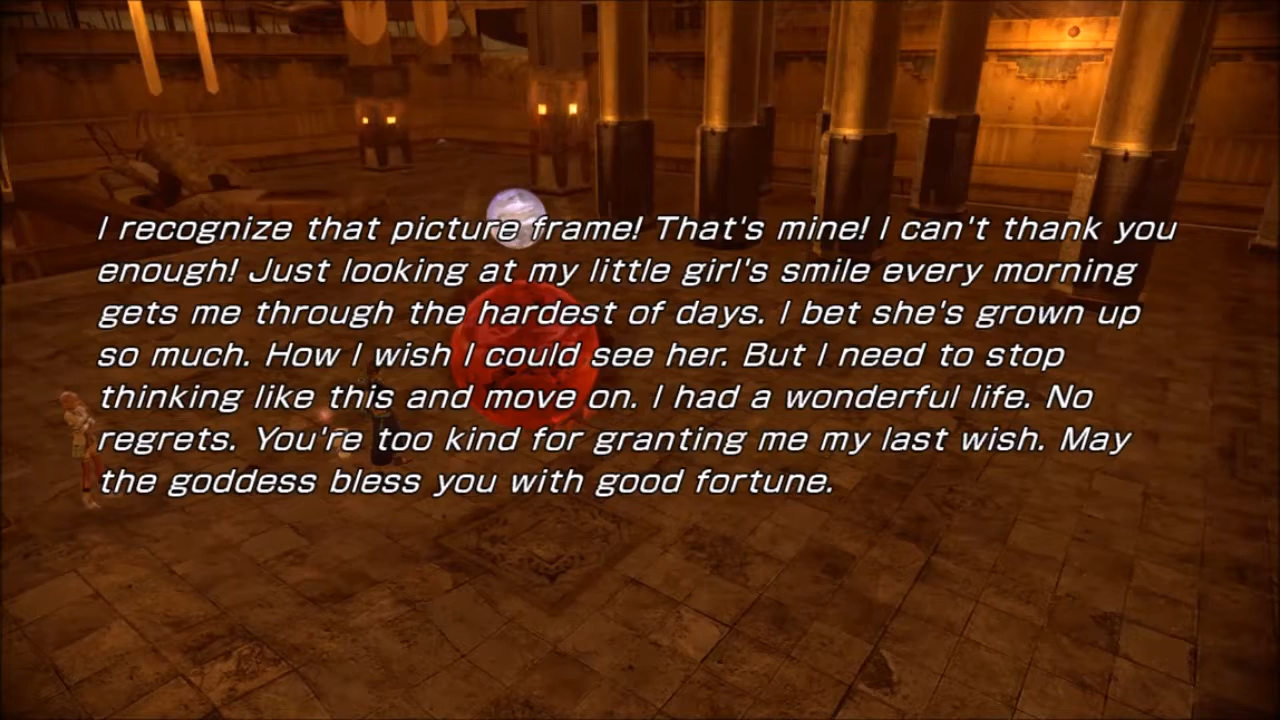 I recognize that picture frame! That's mine! I can't thank you
enough! Just looking at my little girl's smile every morning
gets me through the hardest of days. I bet she's grown up
so much. How I wish I could see her. But I need to stop
thinking like this and move on. I had a wonderful life. No
regrets. You're too kind for granting me my last wish. May
the goddess bless you with good fortune.